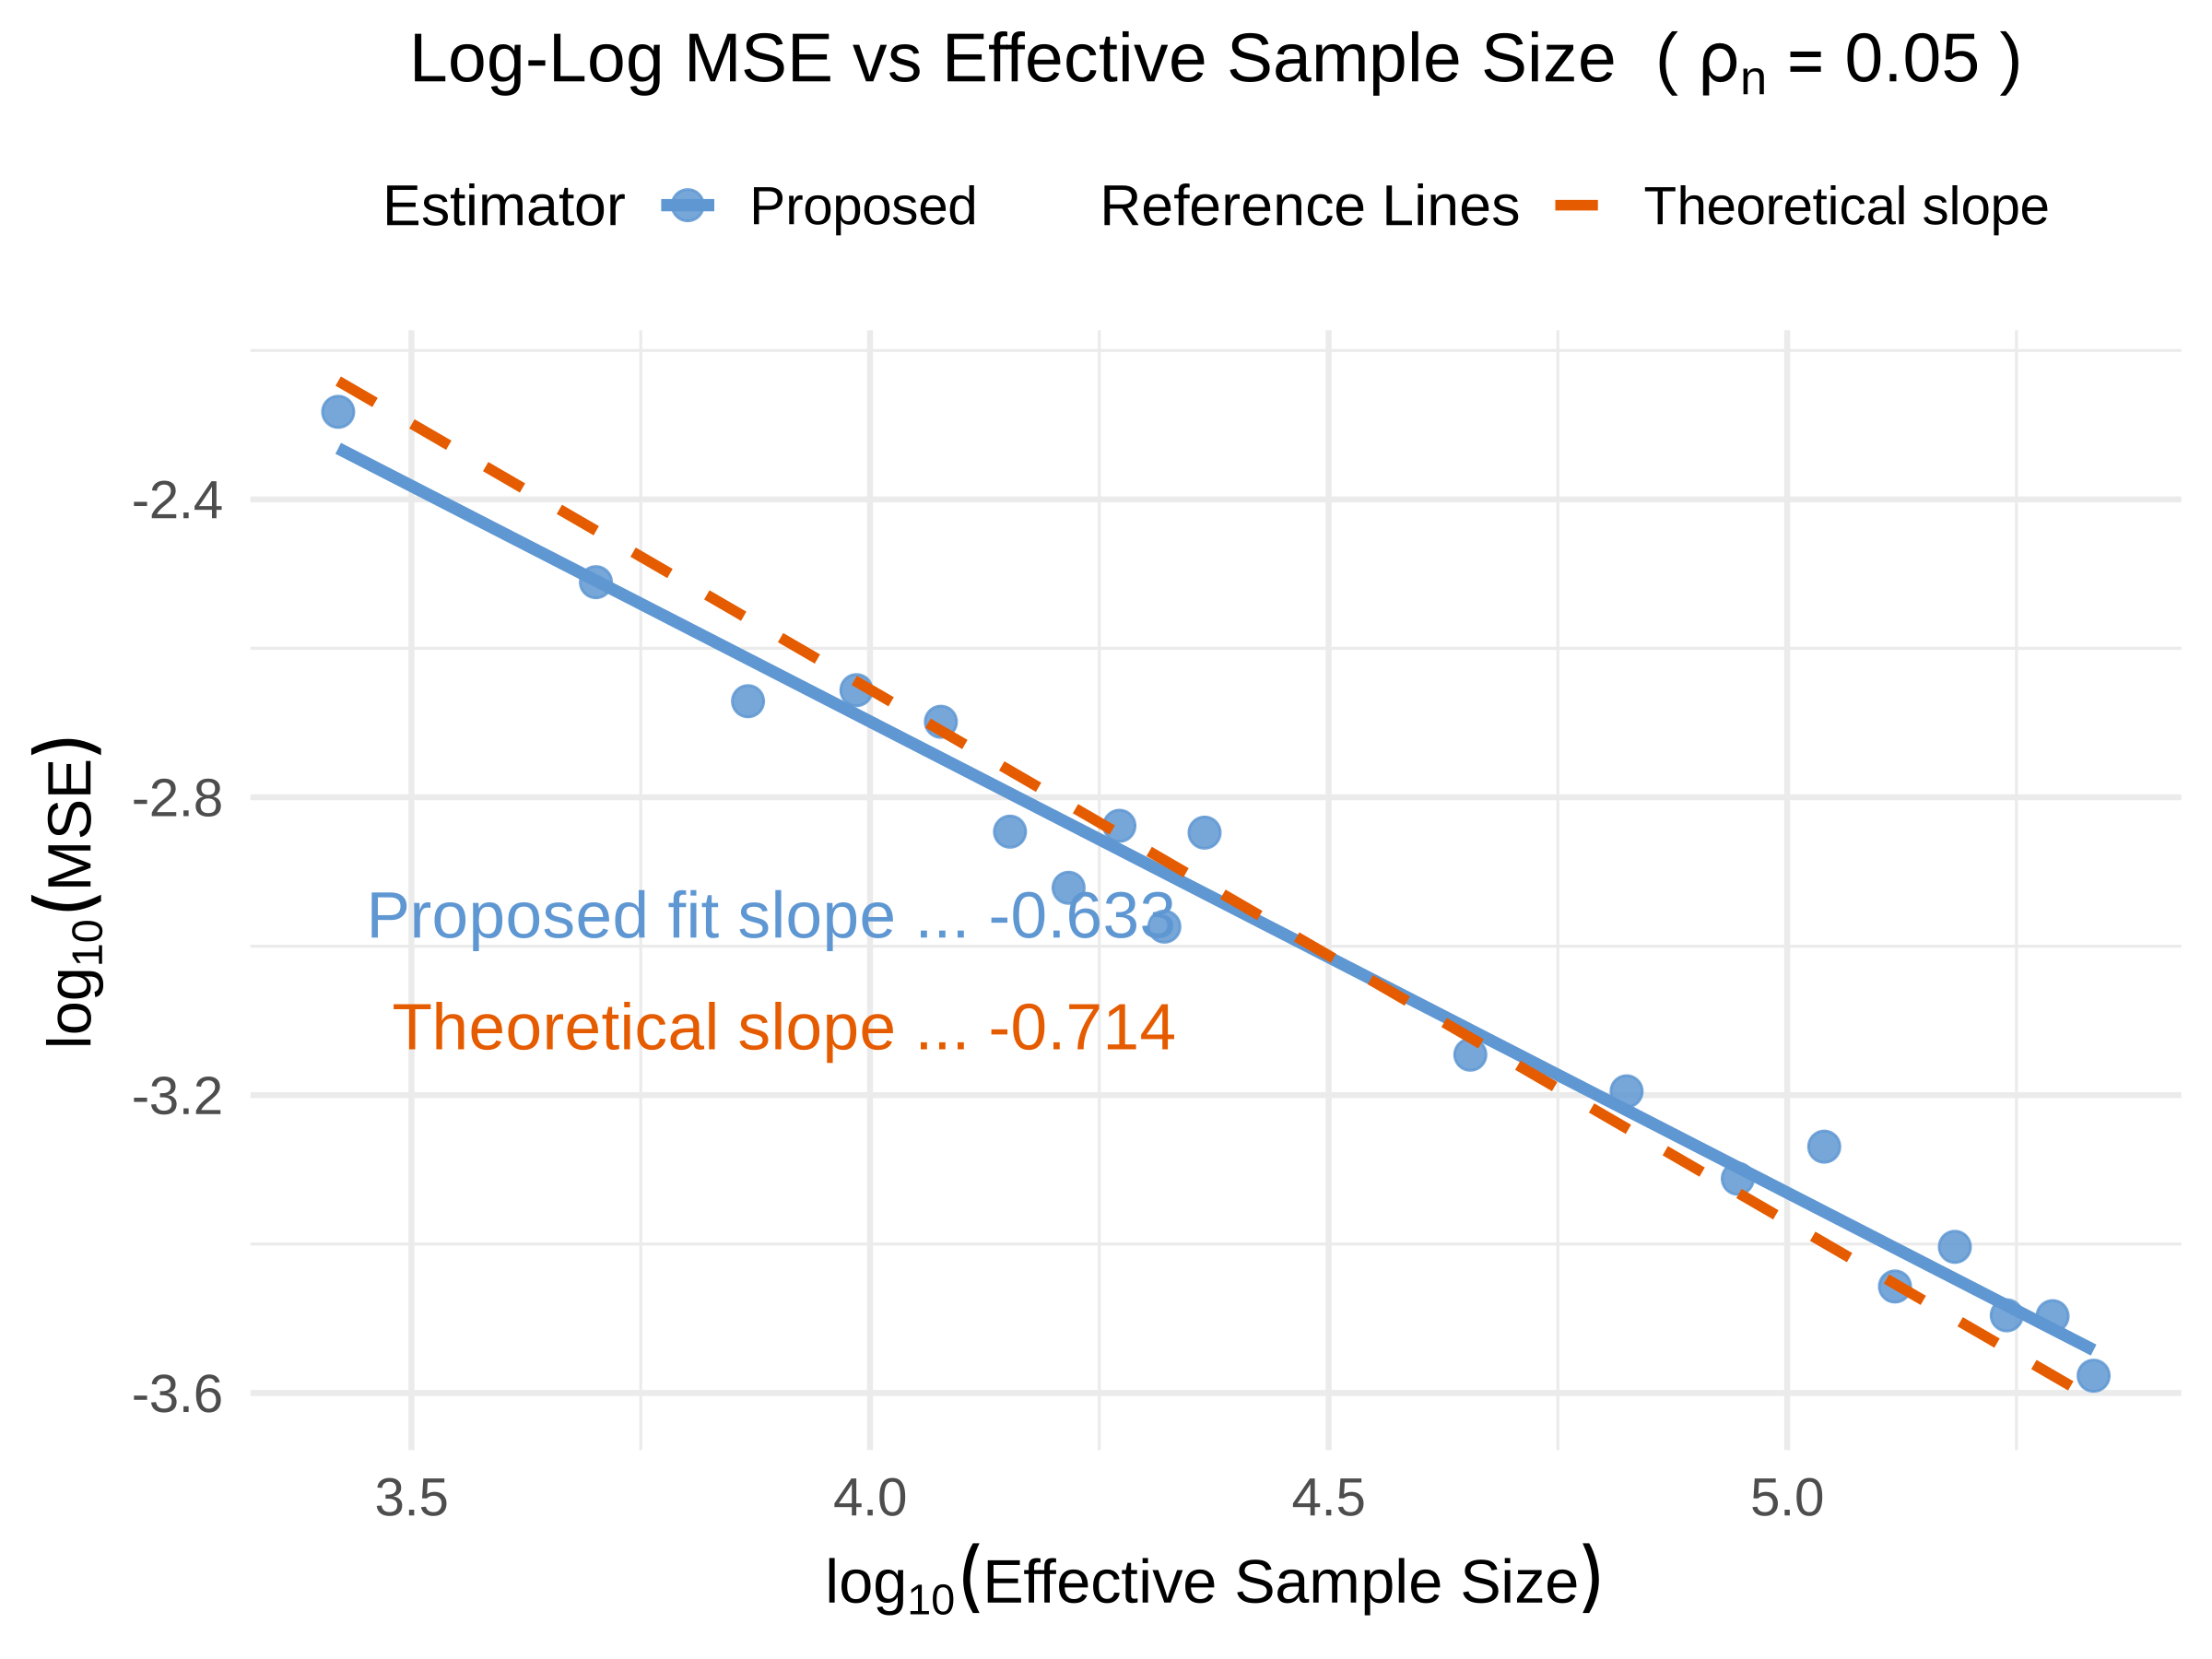 Log-Log MSE vs Effective Sample Size ( ρn = 0.05 )
Estimator Proposed Reference Lines Theoretical slope
-2.4
-2.8
-3.2
-3.6
log10(MSE)
Proposed fit slope ... -0.633
Theoretical slope ... -0.714
3.5 4.0 4.5 5.0
log10(Effective Sample Size)